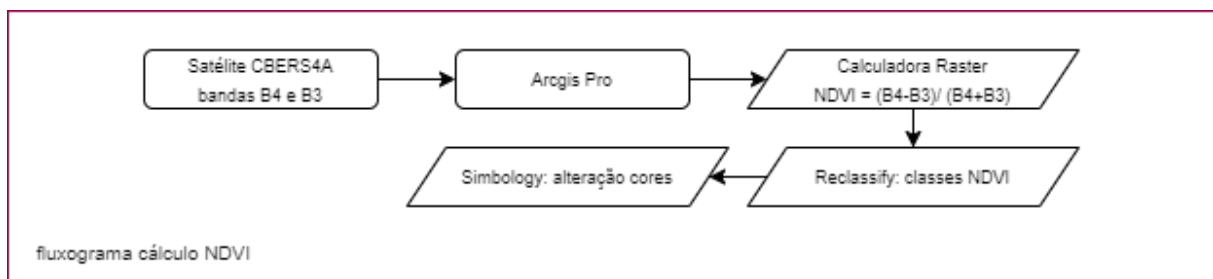 Satélite CBERS4A
bandas B4 e B3
Arcgis Pro
Calculadora Raster
NDVI = (B4-B3)/ (B4+B3)
Simbology: alteração cores
Reclassify: classes NDVI
fluxograma cálculo NDVI